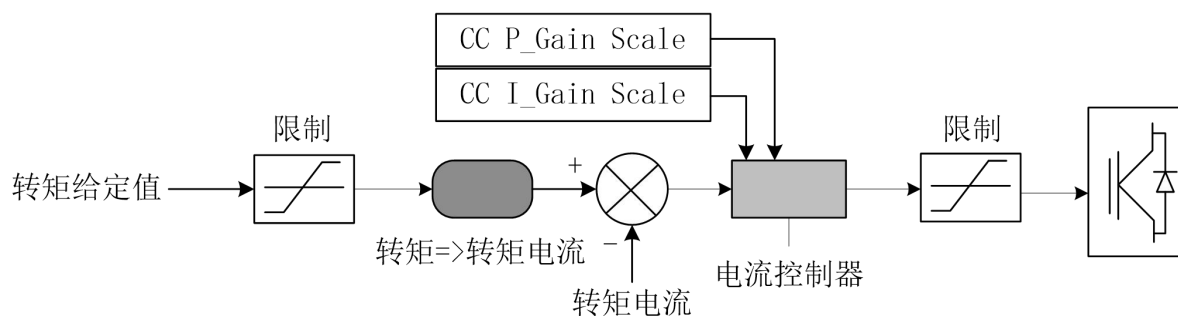 CC P_Gain Scale
CC I_Gain Scale
限制
限制
转矩给定值
+
转矩=>转矩电流
−
电流控制器
转矩电流